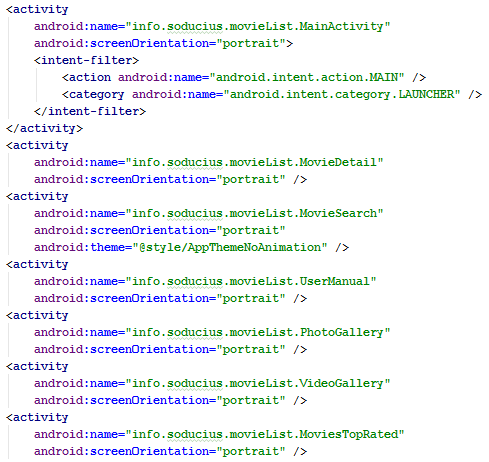 <activity
    android:name="info.soducius.movieList.MainActivity"
    android:screenOrientation="portrait">
    <intent-filter>
        <action android:name="android.intent.action.MAIN" />
        <category android:name="android.intent.category.LAUNCHER" />
    </intent-filter>
</activity>
<activity
    android:name="info.soducius.movieList.MovieDetail"
    android:screenOrientation="portrait" />
<activity
    android:name="info.soducius.movieList.MovieSearch"
    android:screenOrientation="portrait"
    android:theme="@style/AppThemeNoAnimation" />
<activity
    android:name="info.soducius.movieList.UserManual"
    android:screenOrientation="portrait" />
<activity
    android:name="info.soducius.movieList.PhotoGallery"
    android:screenOrientation="portrait" />
<activity
    android:name="info.soducius.movieList.VideoGallery"
    android:screenOrientation="portrait" />
<activity
    android:name="info.soducius.movieList.MoviesTopRated"
    android:screenOrientation="portrait" />